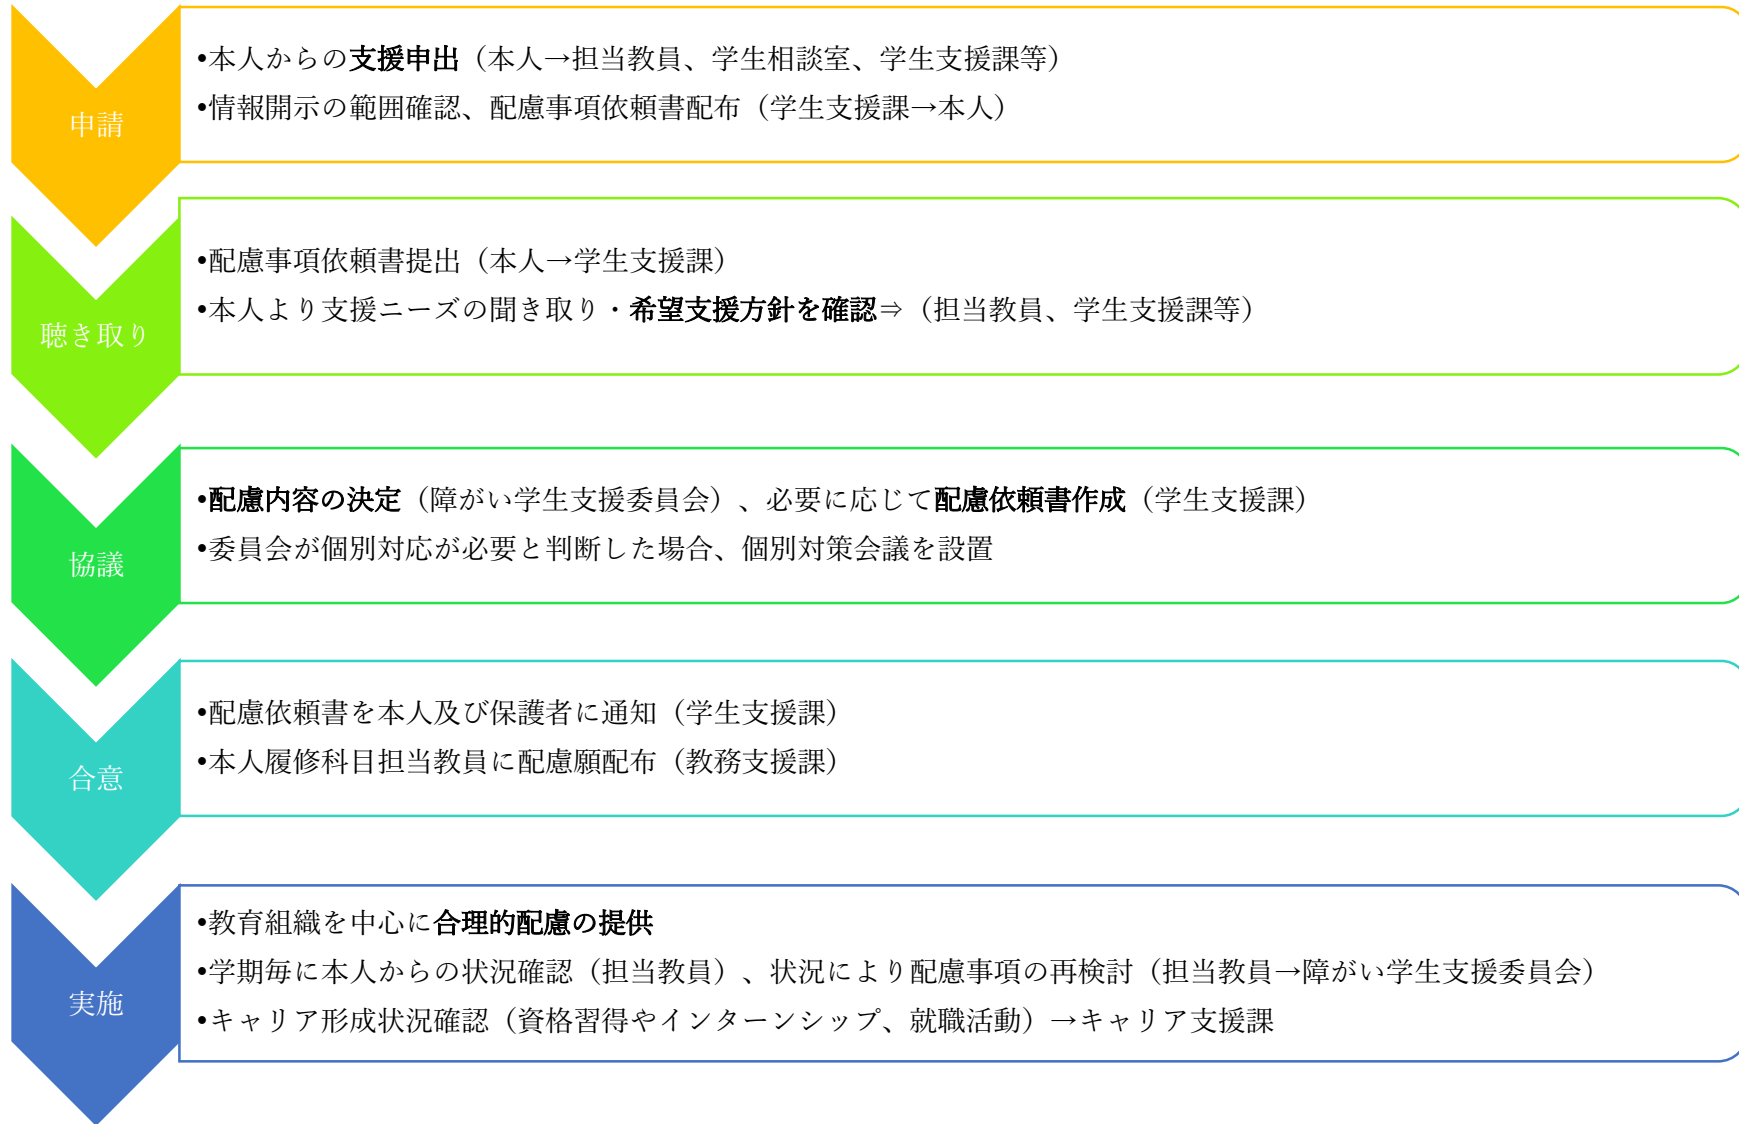 申請
•本人からの支援申出（本人→担当教員、学生相談室、学生支援課等）
•情報開示の範囲確認、配慮事項依頼書配布（学生支援課→本人）
聴き取り
•配慮事項依頼書提出（本人→学生支援課）
•本人より支援ニーズの聞き取り・希望支援方針を確認⇒（担当教員、学生支援課等）
協議
•配慮内容の決定（障がい学生支援委員会）、必要に応じて配慮依頼書作成（学生支援課）
•委員会が個別対応が必要と判断した場合、個別対策会議を設置
合意
•配慮依頼書を本人及び保護者に通知（学生支援課）
•本人履修科目担当教員に配慮願配布（教務支援課）
実施
•教育組織を中心に合理的配慮の提供
•学期毎に本人からの状況確認（担当教員）、状況により配慮事項の再検討（担当教員→障がい学生支援委員会）
•キャリア形成状況確認（資格習得やインターンシップ、就職活動）→キャリア支援課